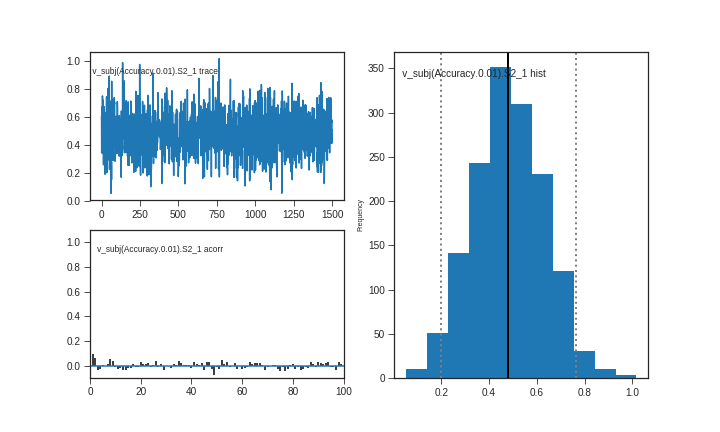 v_subj(Accuracy.0.01).S2_1 trace
1.0
0.8
0.6
0.4
0.2
0.0
0 250 500 750 1000 1250 1500
v_subj(Accuracy.0.01).S2_1 acorr
1.0
0.8
0.6
0.4
0.2
0.0
0 20 40 60 80 100
v_subj(Accuracy.0.01).S2_1 hist
Frequency
350
300
250
200
150
100
50
0
0.2 0.4 0.6 0.8 1.0